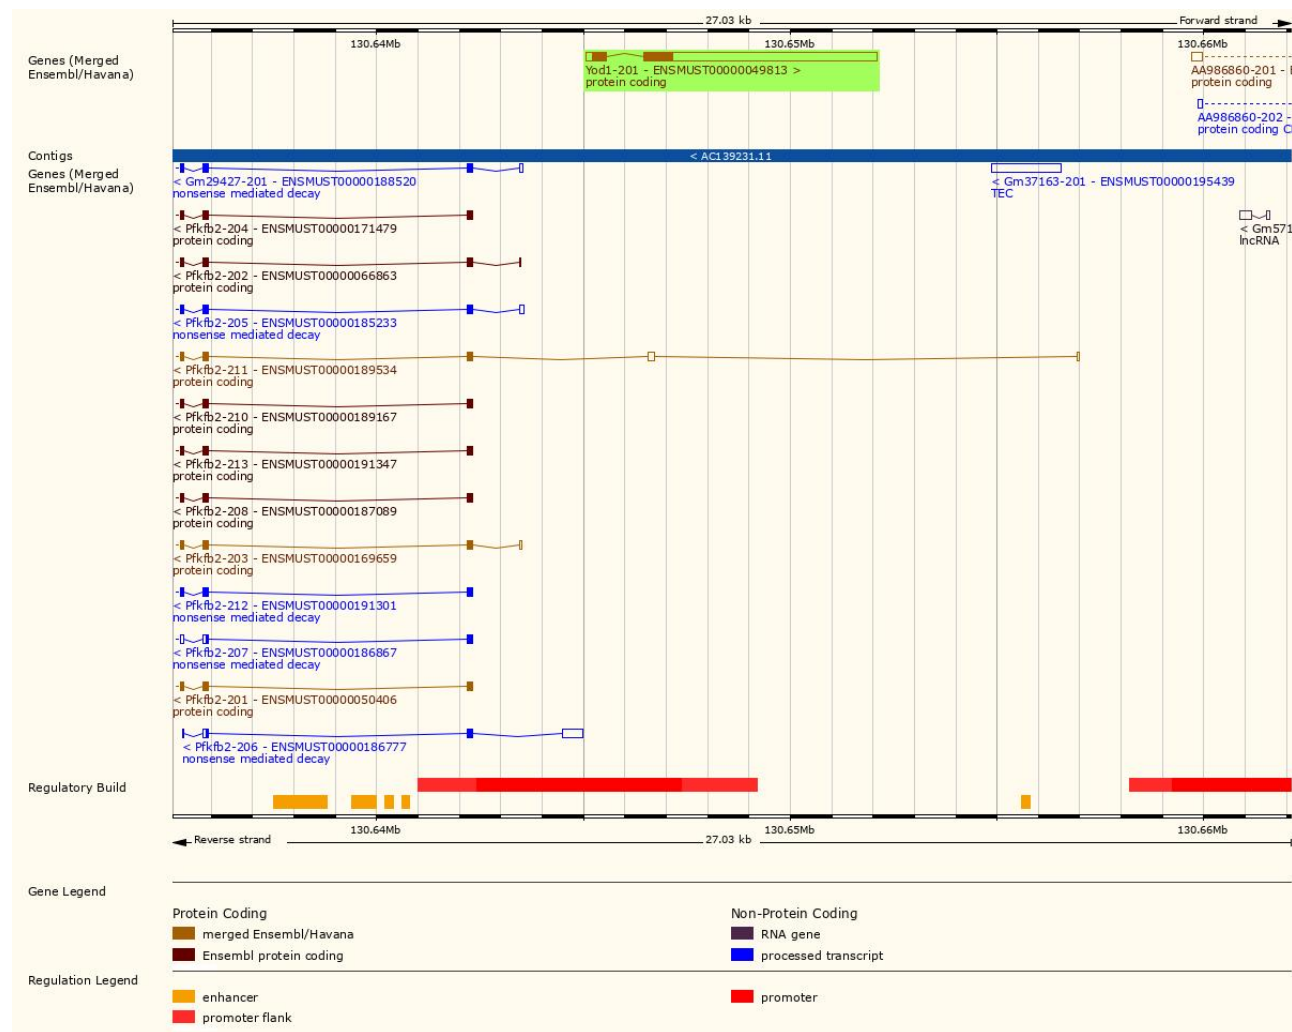 27.03 kb
Forward strand
130.64Mb
130.65Mb
130.66Mb
Genes (Merged
Ensembl/Havana)
Yod1-201 - ENSMUST00000049813 >
protein coding
AA986860-201 -
protein coding
AA986860-202 -
protein coding
Contigs
< AC139231.11
Genes (Merged
Ensembl/Havana)
< Gm29427-201 - ENSMUST00000188520
nonsense mediated decay
< Gm37163-201 - ENSMUST00000195439
TEC
< Pfkfb2-204 - ENSMUST00000171479
protein coding
< Gm571
lncRNA
< Pfkfb2-202 - ENSMUST00000066863
protein coding
< Pfkfb2-205 - ENSMUST00000185233
nonsense mediated decay
< Pfkfb2-211 - ENSMUST00000189534
protein coding
< Pfkfb2-210 - ENSMUST00000189167
protein coding
< Pfkfb2-213 - ENSMUST00000191347
protein coding
< Pfkfb2-208 - ENSMUST00000187089
protein coding
< Pfkfb2-203 - ENSMUST00000169659
protein coding
< Pfkfb2-212 - ENSMUST00000191301
nonsense mediated decay
< Pfkfb2-207 - ENSMUST00000186867
nonsense mediated decay
< Pfkfb2-201 - ENSMUST00000050406
protein coding
< Pfkfb2-206 - ENSMUST00000186777
nonsense mediated decay
Regulatory Build
130.64Mb
130.65Mb
130.66Mb
Reverse strand
27.03 kb
Gene Legend
Protein Coding
Non-Protein Coding
merged Ensembl/Havana
RNA gene
Ensembl protein coding
processed transcript
Regulation Legend
enhancer
promoter
promoter flank